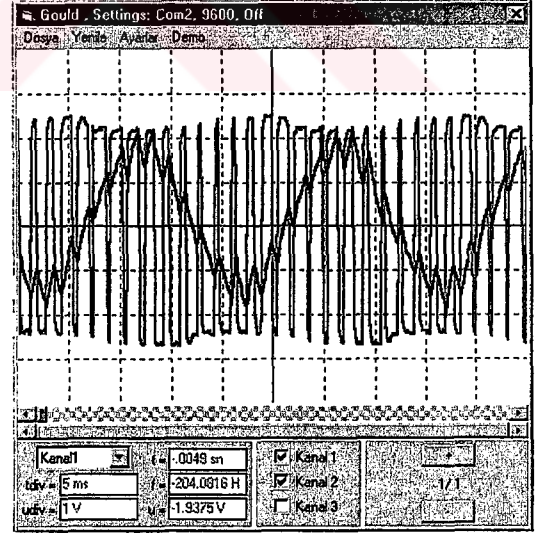 Gould , Settings: Com2, 9600, Off
Dosya Yenile Ayarlar Demo
Kanal1 t = -.0049 sn
tdiv = 5 ms f = -204.0816 H
udiv = 1 V u = -1.9375 V
Kanal 1
Kanal 2
Kanal 3
+
1 / 1
-